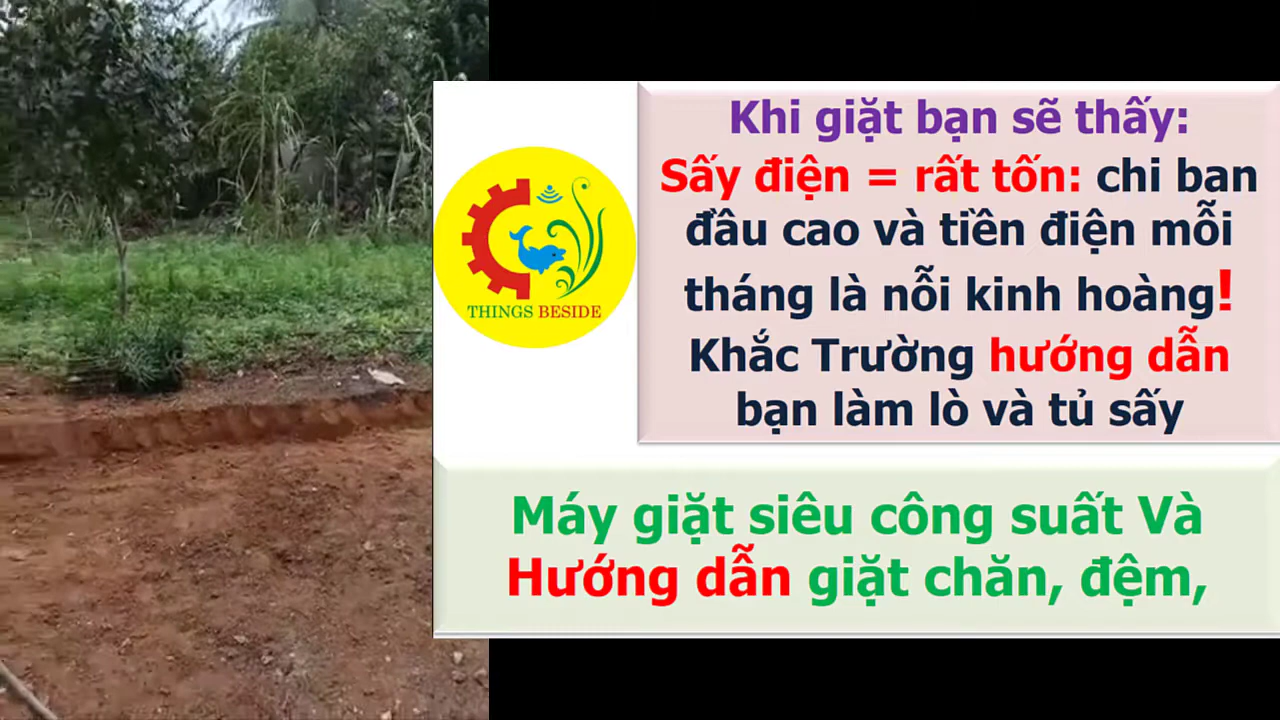 Khi giặt bạn sẽ thấy:
Sấy điện = rất tốn: chi ban
đầu cao và tiền điện mỗi
tháng là nỗi kinh hoàng!
Khắc Trường hướng dẫn
bạn làm lò và tủ sấy
THINGS BESIDE
Máy giặt siêu công suất Và
Hướng dẫn giặt chăn, đệm,